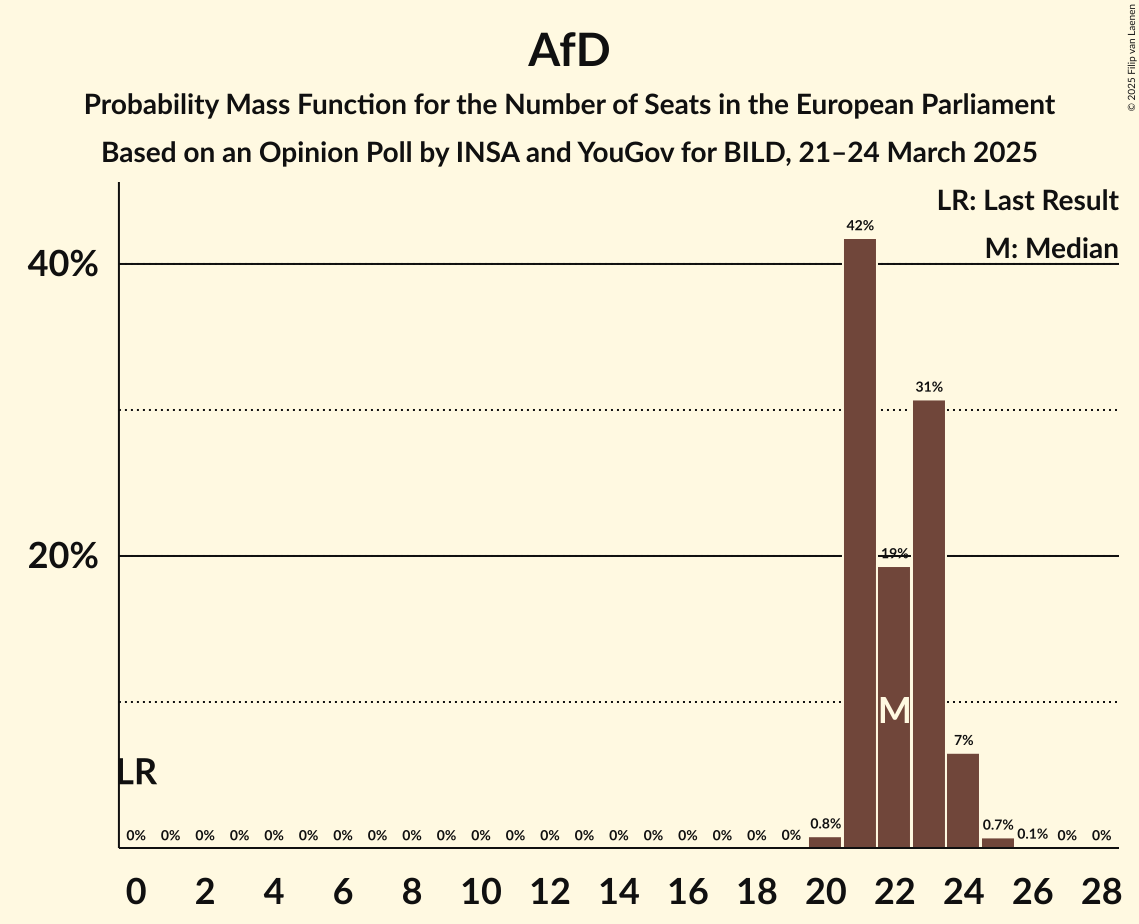 AfD
Probability Mass Function for the Number of Seats in the European Parliament
Based on an Opinion Poll by INSA and YouGov for BILD, 21–24 March 2025
© 2025 Filip van Laenen
LR: Last Result
M: Median
42%
40%
31%
20%
19%
M
7%
LR
0% 0% 0% 0% 0% 0% 0% 0% 0% 0% 0% 0% 0% 0% 0% 0% 0% 0% 0% 0% 0.8% 0.7% 0.1% 0% 0%
0 2 4 6 8 10 12 14 16 18 20 22 24 26 28